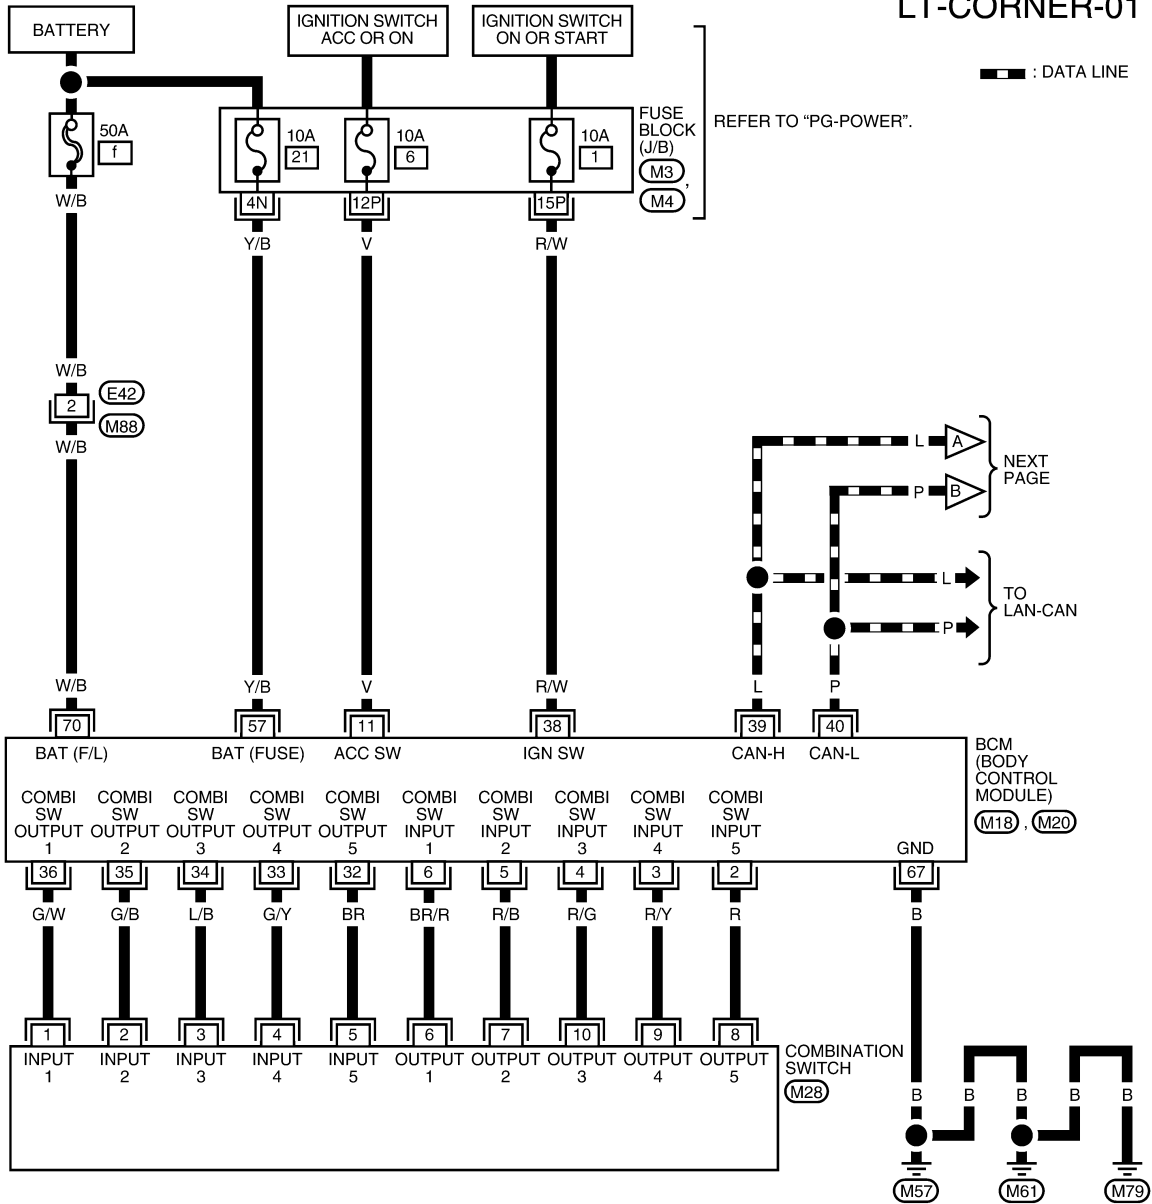 LT-CORNER-01
BATTERY
IGNITION SWITCH
ACC OR ON
IGNITION SWITCH
ON OR START
: DATA LINE
50A
f
10A
21
10A
6
10A
1
FUSE
BLOCK
(J/B)
M3 ,
M4
REFER TO “PG-POWER”.
4N
12P
15P
W/B
Y/B
V
R/W
W/B
2
E42
M88
W/B
L
A
P
B
NEXT
PAGE
L
P
TO
LAN-CAN
W/B
Y/B
V
R/W
L
P
70
57
11
38
39
40
BAT (F/L)
BAT (FUSE)
ACC SW
IGN SW
CAN-H
CAN-L
BCM
(BODY
CONTROL
MODULE)
M18 , M20
COMBI
SW
OUTPUT
1
COMBI
SW
OUTPUT
2
COMBI
SW
OUTPUT
3
COMBI
SW
OUTPUT
4
COMBI
SW
OUTPUT
5
COMBI
SW
INPUT
1
COMBI
SW
INPUT
2
COMBI
SW
INPUT
3
COMBI
SW
INPUT
4
COMBI
SW
INPUT
5
GND
36
35
34
33
32
6
5
4
3
2
67
G/W
G/B
L/B
G/Y
BR
BR/R
R/B
R/G
R/Y
R
B
1
2
3
4
5
6
7
10
9
8
INPUT
1
INPUT
2
INPUT
3
INPUT
4
INPUT
5
OUTPUT
1
OUTPUT
2
OUTPUT
3
OUTPUT
4
OUTPUT
5
COMBINATION
SWITCH
M28
B
B
B
B
B
M57
M61
M79